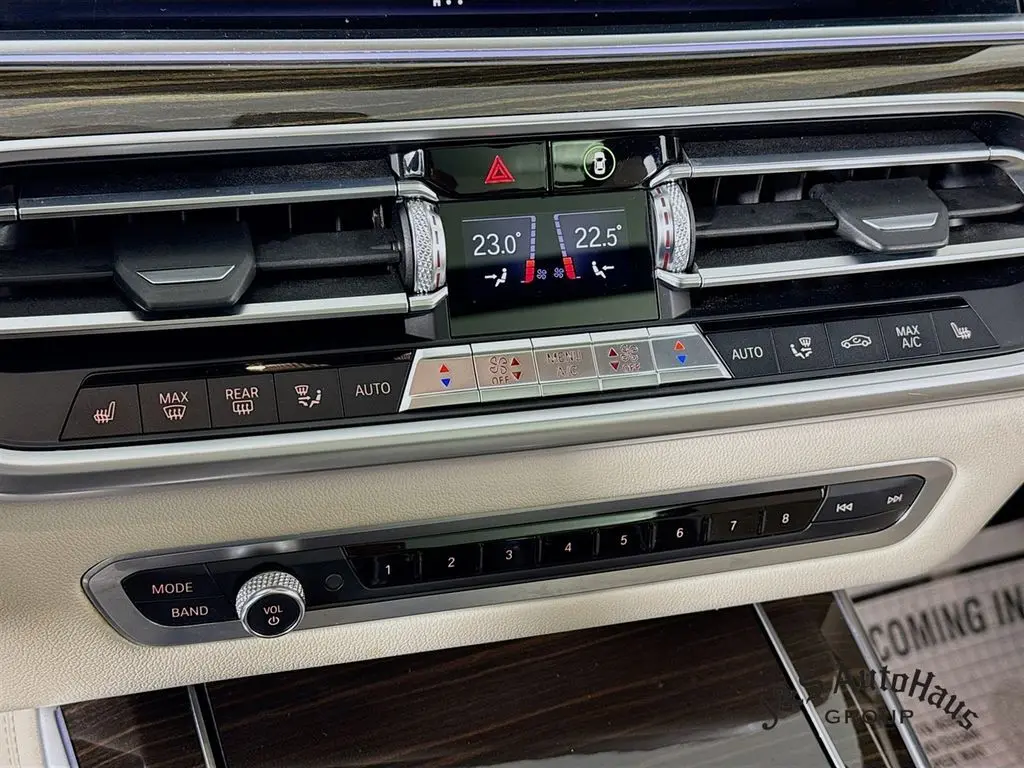 23.0°
22.5°
MAX
REAR
AUTO
OFF
MENU
A/C
OFF
AUTO
MAX
A/C
1 2 3 4 5 6 7 8
MODE
BAND
VOL
COMING IN
AutoHaus
GROUP